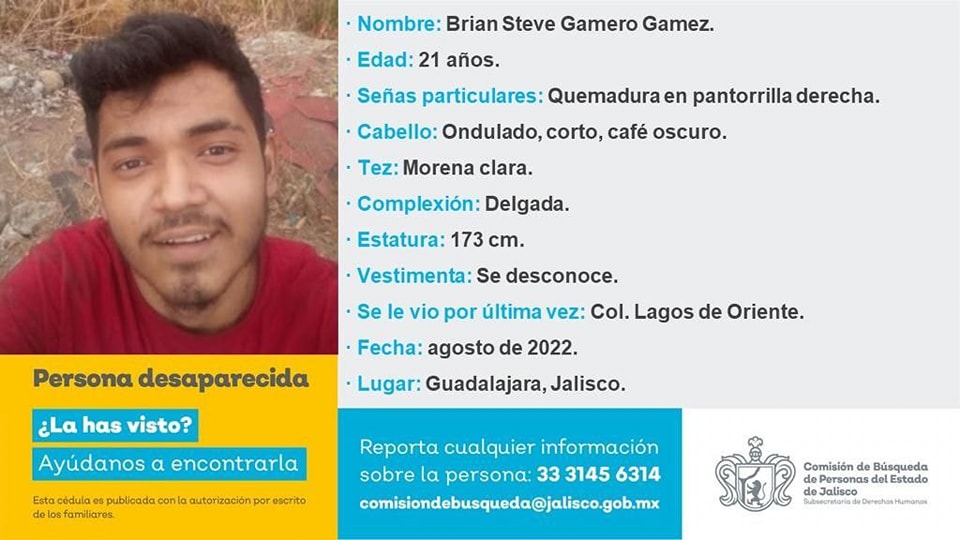 · Nombre: Brian Steve Gamero Gamez.
· Edad: 21 años.
· Señas particulares: Quemadura en pantorrilla derecha.
· Cabello: Ondulado, corto, café oscuro.
· Tez: Morena clara.
· Complexión: Delgada.
· Estatura: 173 cm.
· Vestimenta: Se desconoce.
· Se le vio por última vez: Col. Lagos de Oriente.
· Fecha: agosto de 2022.
· Lugar: Guadalajara, Jalisco.
Persona desaparecida
¿La has visto?
Ayúdanos a encontrarla
Esta cédula es publicada con la autorización por escrito
de los familiares.
Reporta cualquier información
sobre la persona: 33 3145 6314
comisiondebusqueda@jalisco.gob.mx
Comisión de Búsqueda
de Personas del Estado
de Jalisco
Subsecretaría de Derechos Humanos